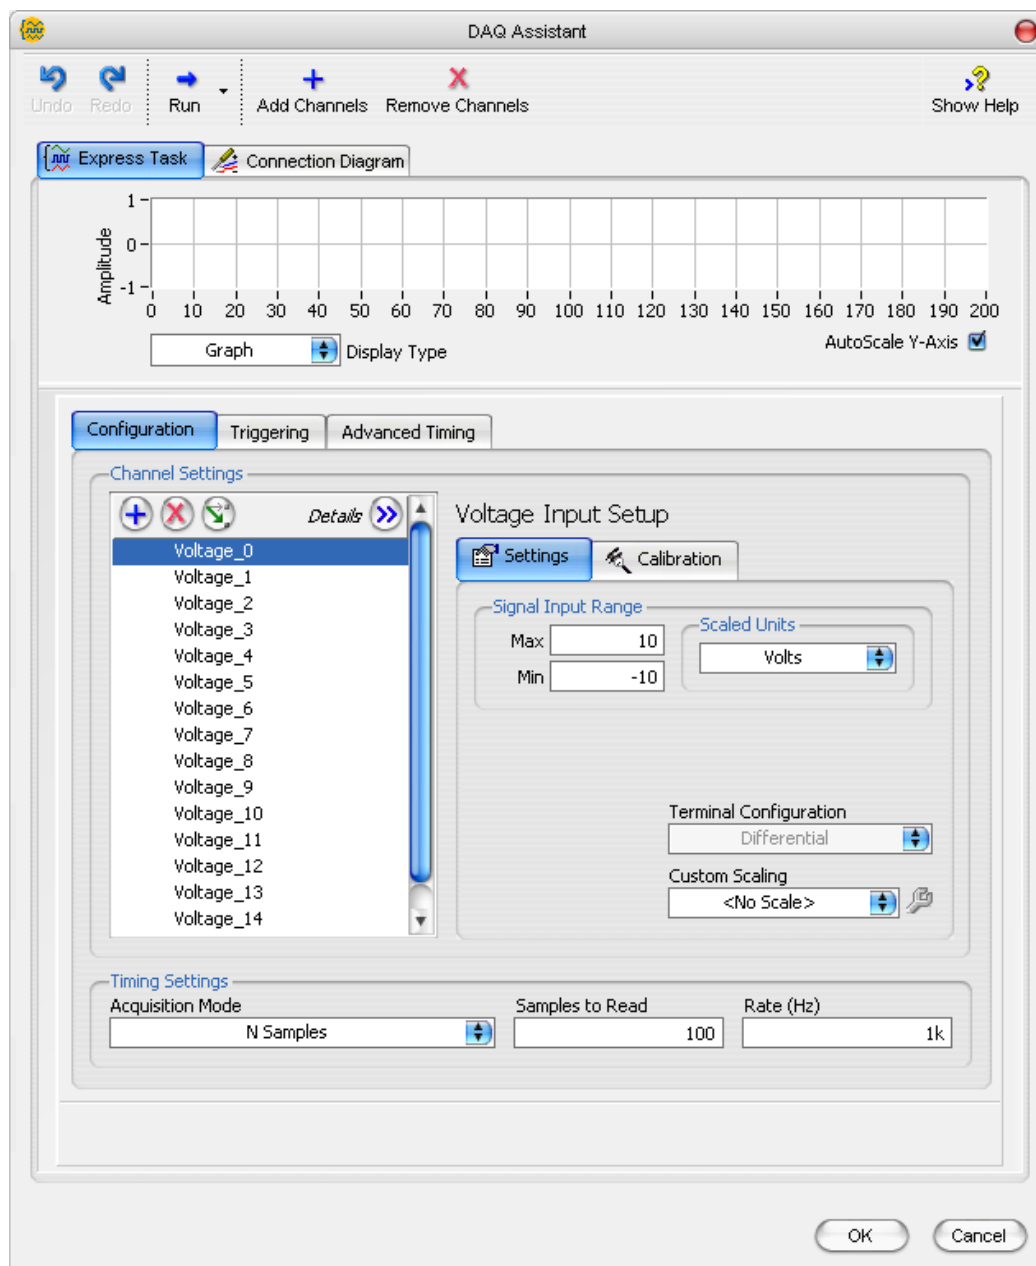 DAQ Assistant
Undo Redo Run Add Channels Remove Channels Show Help
Express Task Connection Diagram
Amplitude
1
0
-1
0 10 20 30 40 50 60 70 80 90 100 110 120 130 140 150 160 170 180 190 200
Graph Display Type AutoScale Y-Axis
Configuration Triggering Advanced Timing
Channel Settings
Details
Voltage_0
Voltage_1
Voltage_2
Voltage_3
Voltage_4
Voltage_5
Voltage_6
Voltage_7
Voltage_8
Voltage_9
Voltage_10
Voltage_11
Voltage_12
Voltage_13
Voltage_14
Voltage Input Setup
Settings Calibration
Signal Input Range
Max 10
Min -10
Scaled Units
Volts
Terminal Configuration
Differential
Custom Scaling
<No Scale>
Timing Settings
Acquisition Mode Samples to Read Rate (Hz)
N Samples 100 1k
OK Cancel